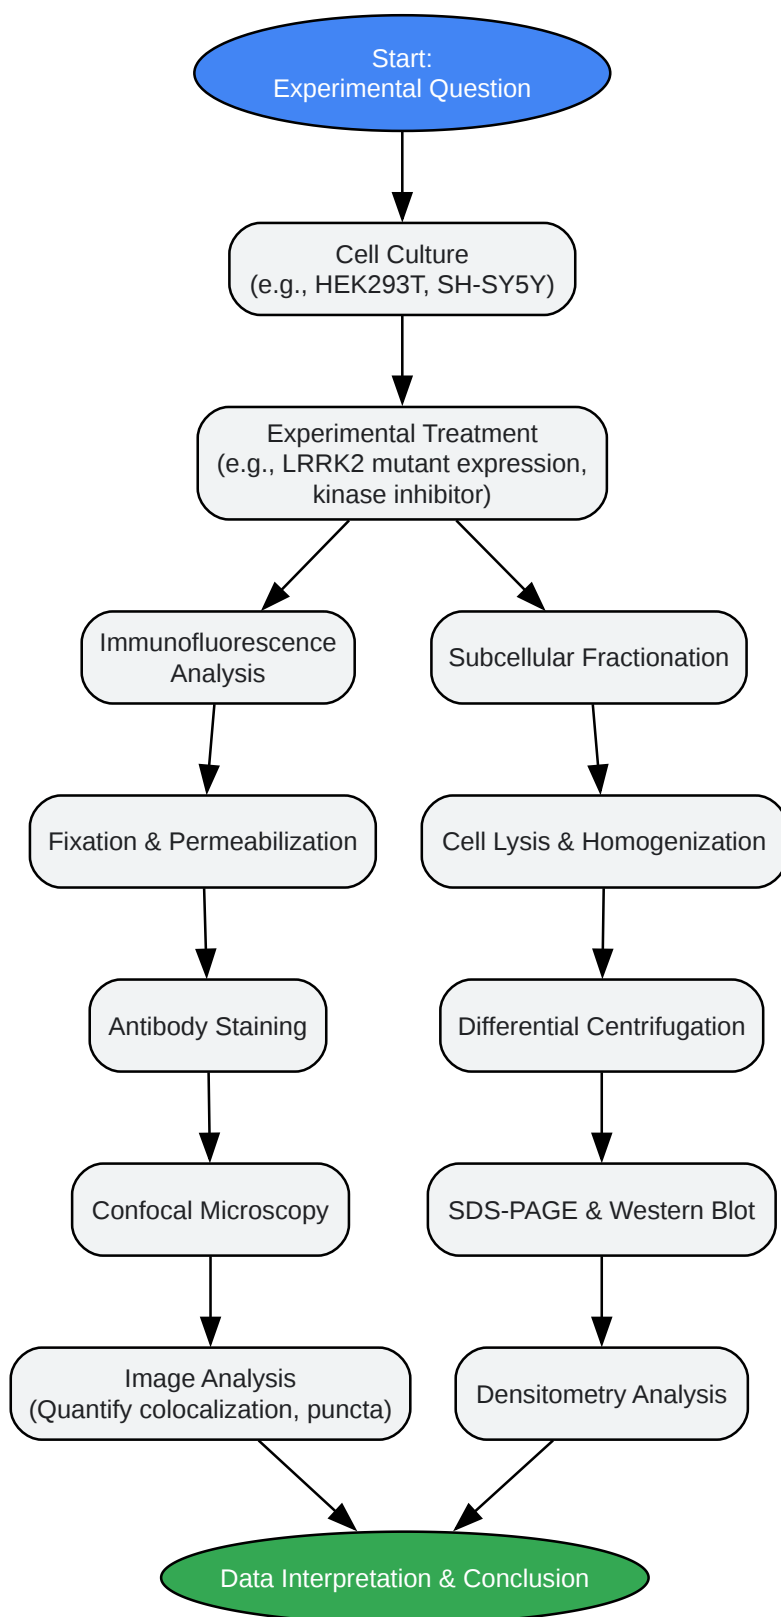 Start:
Experimental Question
Cell Culture
(e.g., HEK293T, SH-SY5Y)
Experimental Treatment
(e.g., LRRK2 mutant expression,
kinase inhibitor)
Immunofluorescence
Analysis
Subcellular Fractionation
Fixation & Permeabilization
Cell Lysis & Homogenization
Antibody Staining
Differential Centrifugation
Confocal Microscopy
SDS-PAGE & Western Blot
Image Analysis
(Quantify colocalization, puncta)
Densitometry Analysis
Data Interpretation & Conclusion